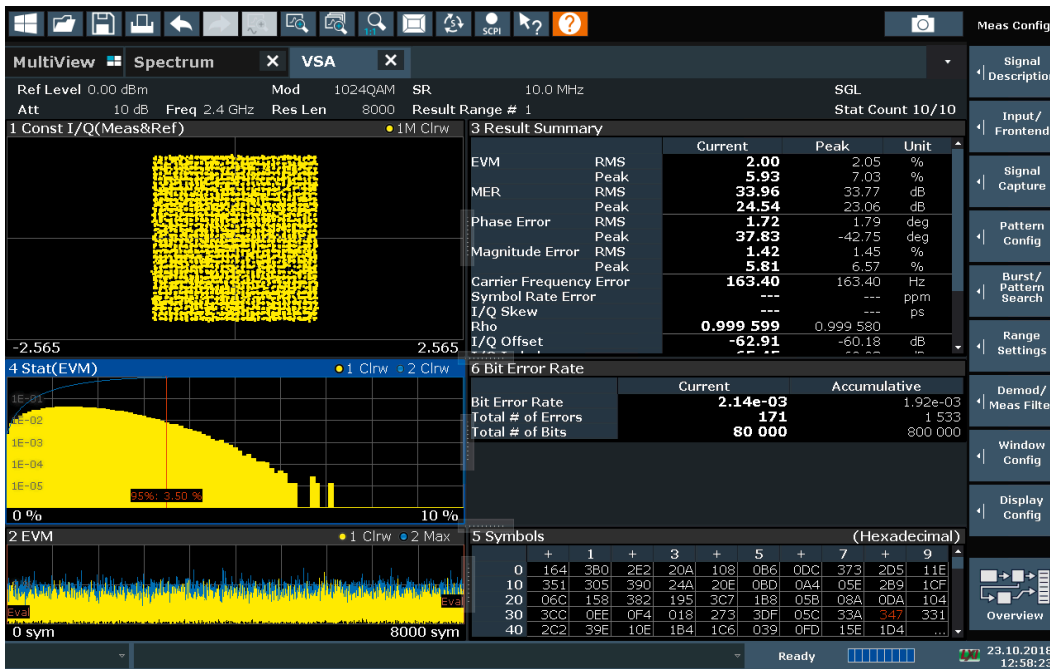 1:1
SCPI
?
?
Meas Config
MultiView Spectrum X VSA X
Ref Level 0.00 dBm Mod 1024QAM SR 10.0 MHz SGL
Att 10 dB Freq 2.4 GHz Res Len 8000 Result Range # 1 Stat Count 10/10
1 Const I/Q(Meas&Ref) 1M Clrw
-2.565 2.565
3 Result Summary
Current Peak Unit
EVM RMS 2.00 2.05 %
Peak 5.93 7.03 %
MER RMS 33.96 33.77 dB
Peak 24.54 23.06 dB
Phase Error RMS 1.72 1.79 deg
Peak 37.83 -42.75 deg
Magnitude Error RMS 1.42 1.45 %
Peak 5.81 6.57 %
Carrier Frequency Error 163.40 163.40 Hz
Symbol Rate Error --- --- ppm
I/Q Skew --- --- ps
Rho 0.999 599 0.999 580
I/Q Offset -62.91 -60.18 dB
4 Stat(EVM) 1 Clrw 2 Clrw
1E-01
1E-02
1E-03
1E-04
1E-05
95%: 3.50 %
0 % 10 %
6 Bit Error Rate
Current Accumulative
Bit Error Rate 2.14e-03 1.92e-03
Total # of Errors 171 1 533
Total # of Bits 80 000 800 000
2 EVM 1 Clrw 2 Max
Eval Eval
0 sym 8000 sym
5 Symbols (Hexadecimal)
+ 1 + 3 + 5 + 7 + 9
0 164 3B0 2E2 20A 108 0B6 0DC 373 2D5 11E
10 351 305 390 24A 20E 0BD 0A4 05E 2B9 1CF
20 06C 158 382 195 3C7 1B8 05B 08A 0DA 104
30 3CC 0EE 0F4 018 273 3DF 05C 33A 347 331
40 2C2 39E 10E 1B4 1C6 039 0FD 15E 1D4 ...
Signal
Descriptio
Input/
Frontend
Signal
Capture
Pattern
Config
Burst/
Pattern
Search
Range
Settings
Demod/
Meas Filte
Window
Config
Display
Config
Overview
Ready 23.10.2018